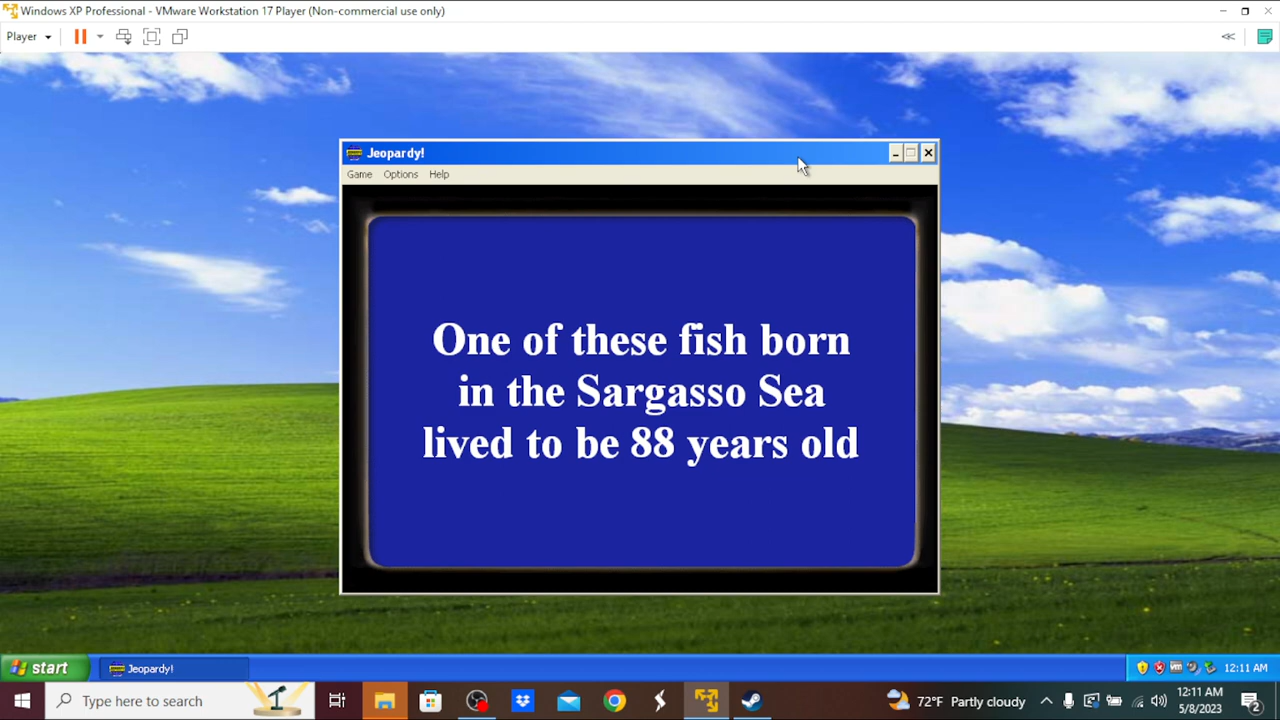 Windows XP Professional - VMware Workstation 17 Player (Non-commercial use only)
Player
Jeopardy!
Game Options Help
One of these fish born
in the Sargasso Sea
lived to be 88 years old
start Jeopardy! 12:11 AM
Type here to search 72°F Partly cloudy 12:11 AM
5/8/2023 2